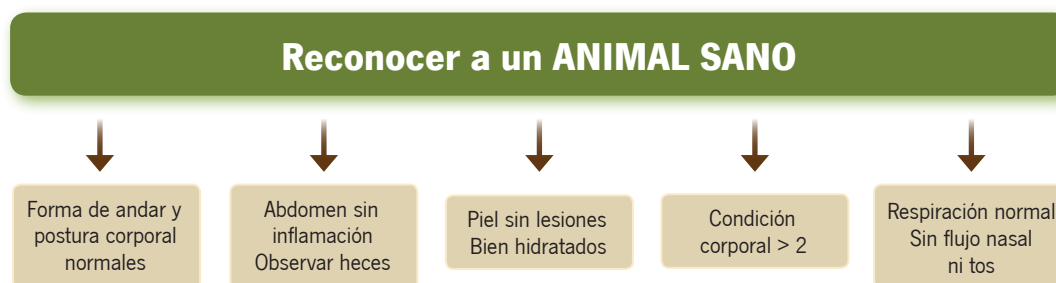 Reconocer a un ANIMAL SANO
Forma de andar y
postura corporal
normales
Abdomen sin
inflamación
Observar heces
Piel sin lesiones
Bien hidratados
Condición
corporal > 2
Respiración normal
Sin flujo nasal
ni tos